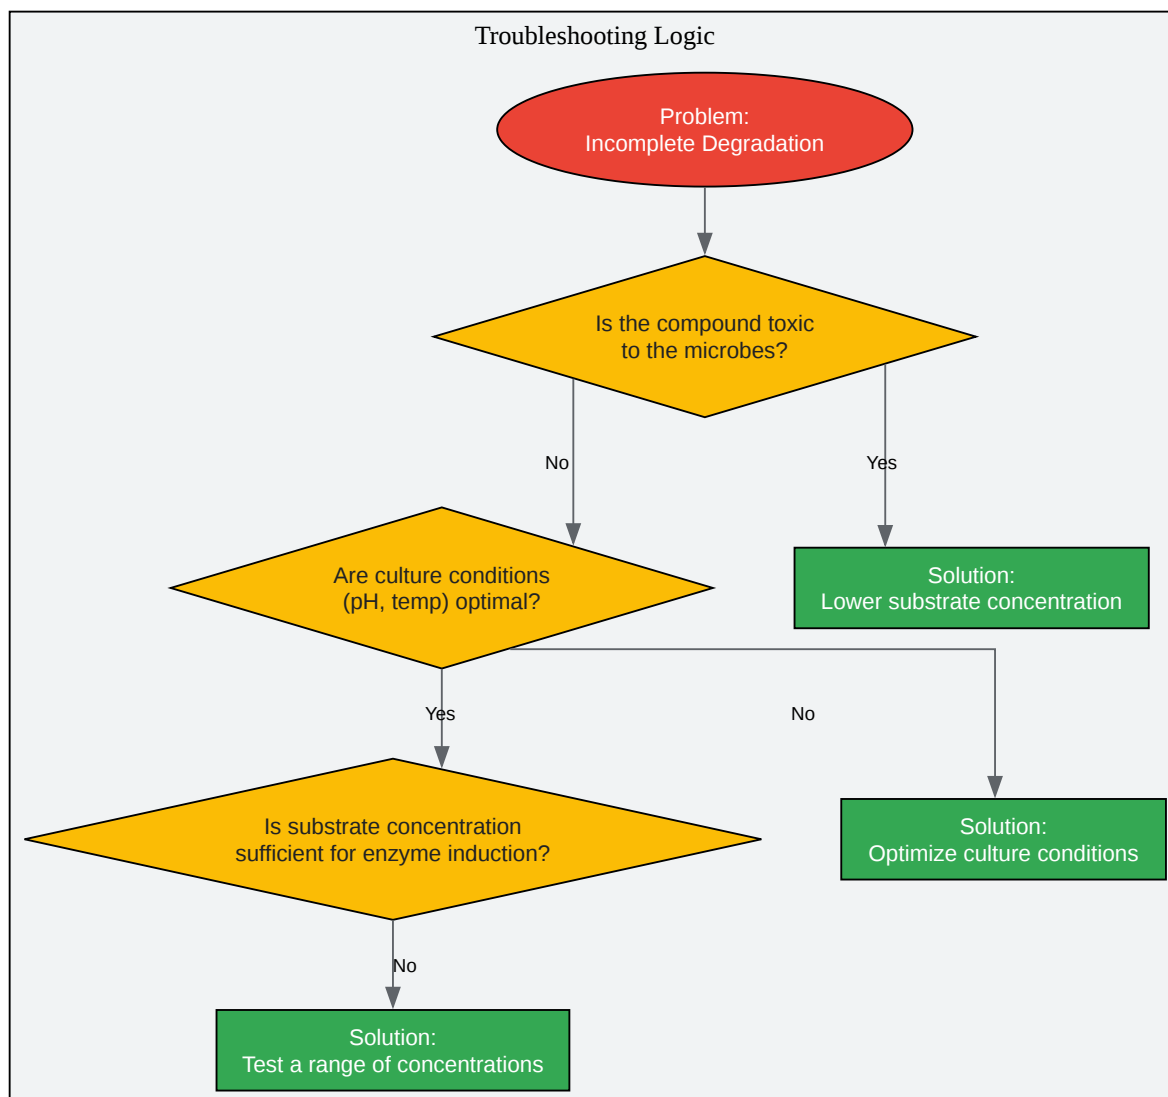 Troubleshooting Logic
Problem:
Incomplete Degradation
Is the compound toxic
to the microbes?
No
Yes
Are culture conditions
(pH, temp) optimal?
Solution:
Lower substrate concentration
Yes
No
Is substrate concentration
sufficient for enzyme induction?
Solution:
Optimize culture conditions
No
Solution:
Test a range of concentrations